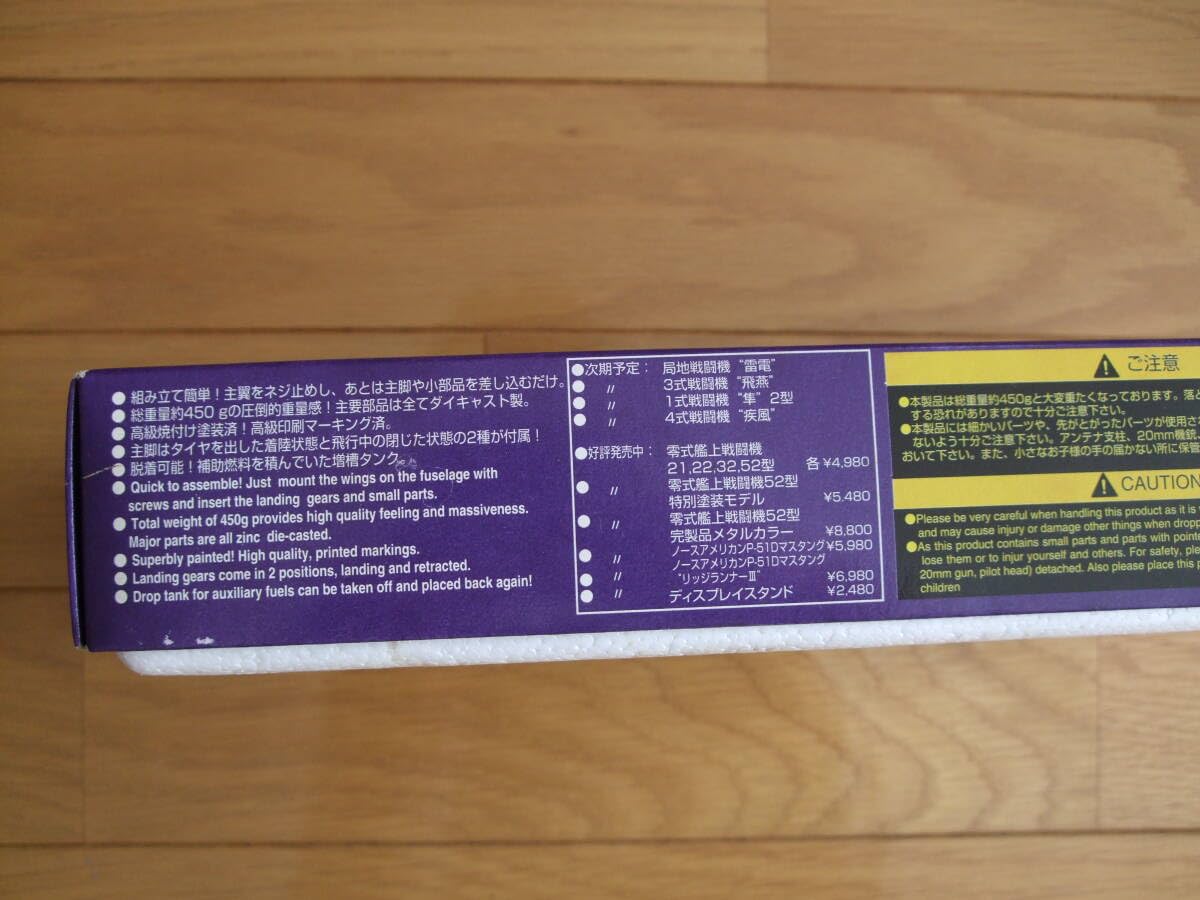 ●組み立て簡単！主翼をネジ止めし、あとは主脚や小部品を差し込むだけ。
●総重量約450ｇの圧倒的重量感！主要部品は全てダイキャスト製。
●高級焼付け塗装済！高級印刷マーキング済。
●主脚はタイヤを出した着陸状態と飛行中の閉じた状態の2種が付属！
●脱着可能！補助燃料を積んでいた増槽タンク。
●Quick to assemble! Just mount the wings on the fuselage with
screws and insert the landing gears and small parts.
●Total weight of 450g provides high quality feeling and massiveness.
Major parts are all zinc die-casted.
●Superbly painted! High quality, printed markings.
●Landing gears come in 2 positions, landing and retracted.
●Drop tank for auxiliary fuels can be taken off and placed back again!
●次期予定： 局地戦闘機 “雷電”
● 〃 3式戦闘機 “飛燕”
● 〃 1式戦闘機 “隼” 2型
● 〃 4式戦闘機 “疾風”
●好評発売中： 零式艦上戦闘機
21,22,32,52型 各¥4,980
● 〃 零式艦上戦闘機52型
特別塗装モデル ¥5,480
● 〃 零式艦上戦闘機52型
完製品メタルカラー ¥8,800
● 〃 ノースアメリカンP-51Dマスタング ¥5,980
● 〃 ノースアメリカンP-51Dマスタング
“リッジランナーⅢ” ¥6,980
● 〃 ディスプレイスタンド ¥2,480
ご注意
●本製品は総重量約450gと大変重たくなっております。落と
する恐れがありますので十分ご注意下さい。
●本製品には細かいパーツや、先がとがったパーツが使用さ
ないよう十分ご注意下さい。アンテナ支柱、20mm機銃
おいて下さい。また、小さなお子様の手の届かない所に保管
CAUTION
●Please be very careful when handling this product as it is
and may cause injury or damage other things when dropp
●As this product contains small parts and parts with pointe
lose them or to injur yourself and others. For safety, ple
20mm gun, pilot head) detached. Also please place this p
children